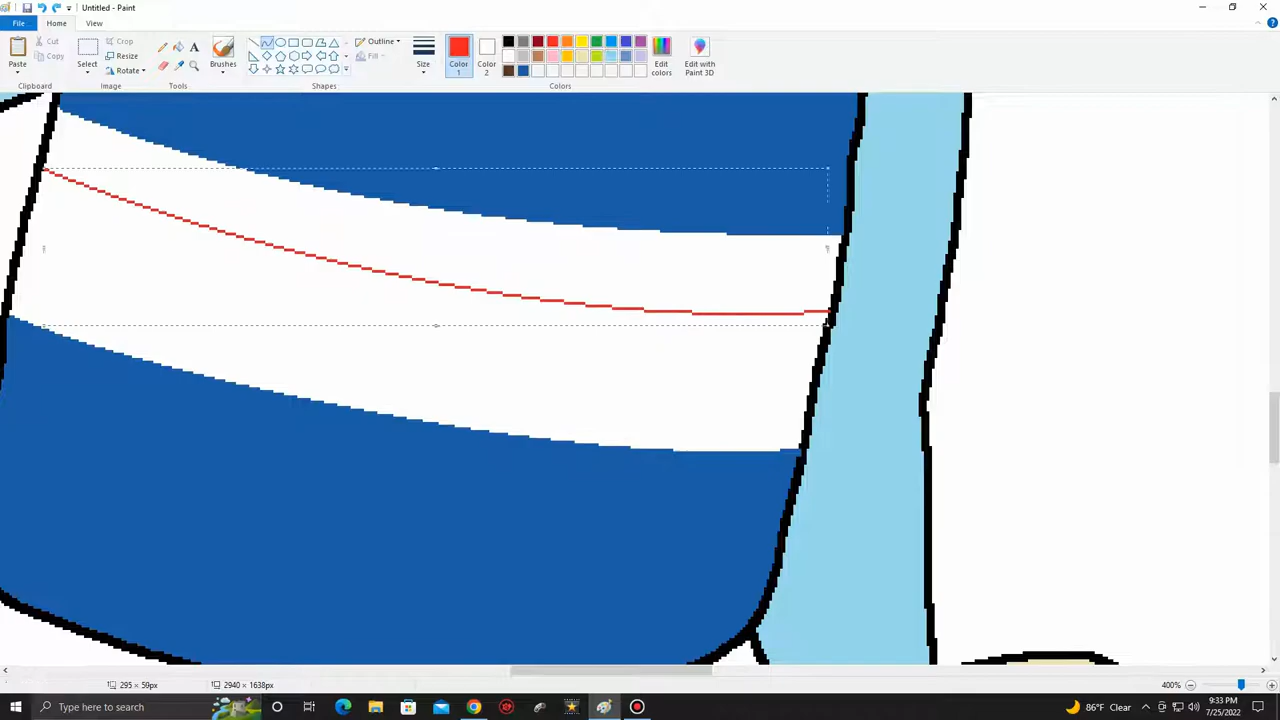 Untitled - Paint
File Home View
Paste
Cut
Copy
Clipboard
Select
Crop
Resize
Rotate
Image
A
Tools
Brushes
Outline
Fill
Shapes
Size
Color 1
Color 2
Edit colors
Edit with Paint 3D
Colors
295 × 59px
2940 × 1638px
400%
Type here to search
86°F Clear
9:33 PM
7/25/2022